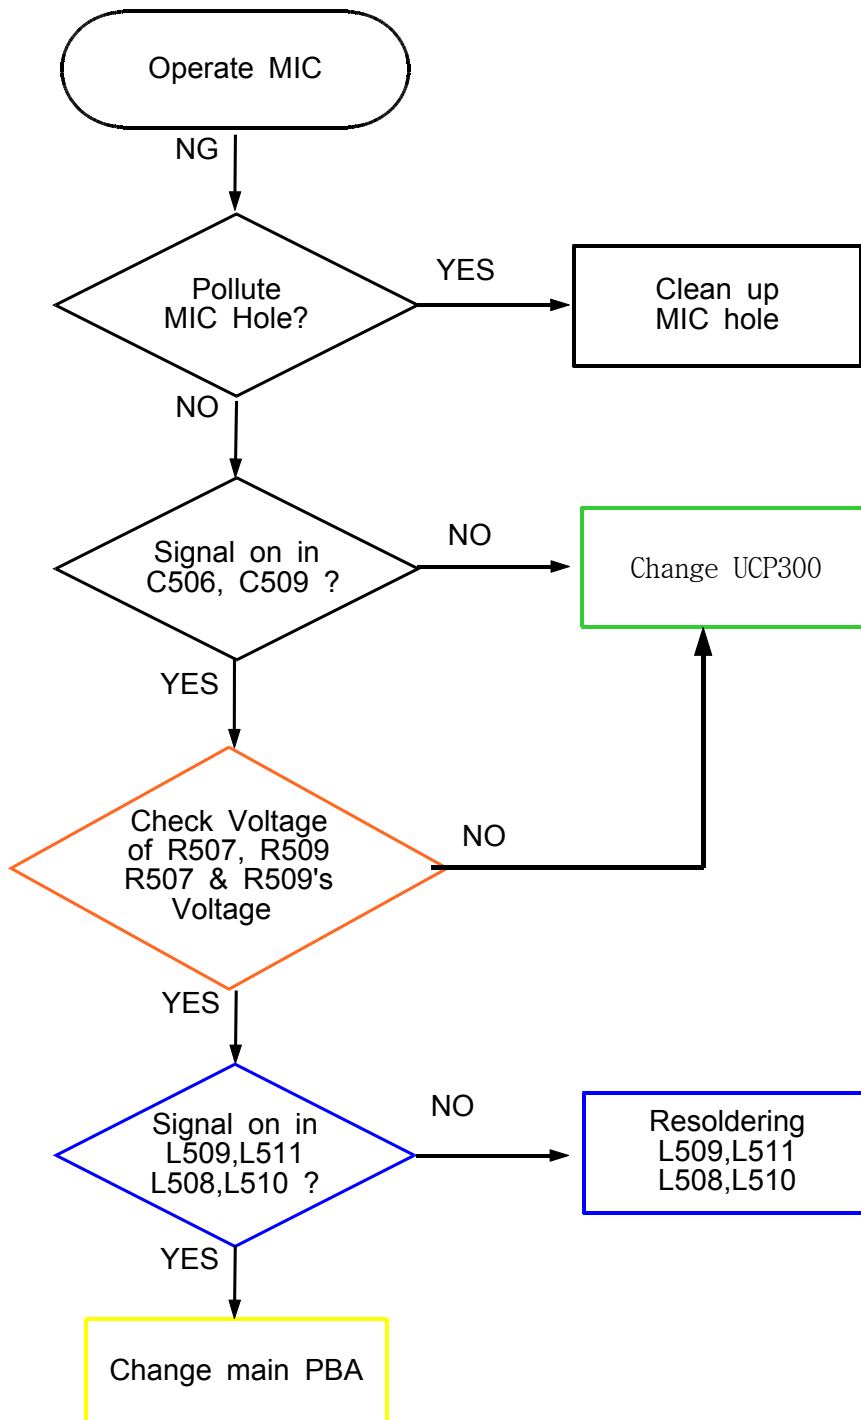 Operate MIC
NG
Pollute
MIC Hole?
YES
Clean up
MIC hole
NO
Signal on in
C506, C509 ?
NO
Change UCP300
YES
Check Voltage
of R507, R509
R507 & R509's
Voltage
NO
YES
Signal on in
L509,L511
L508,L510 ?
NO
Resoldering
L509,L511
L508,L510
YES
Change main PBA